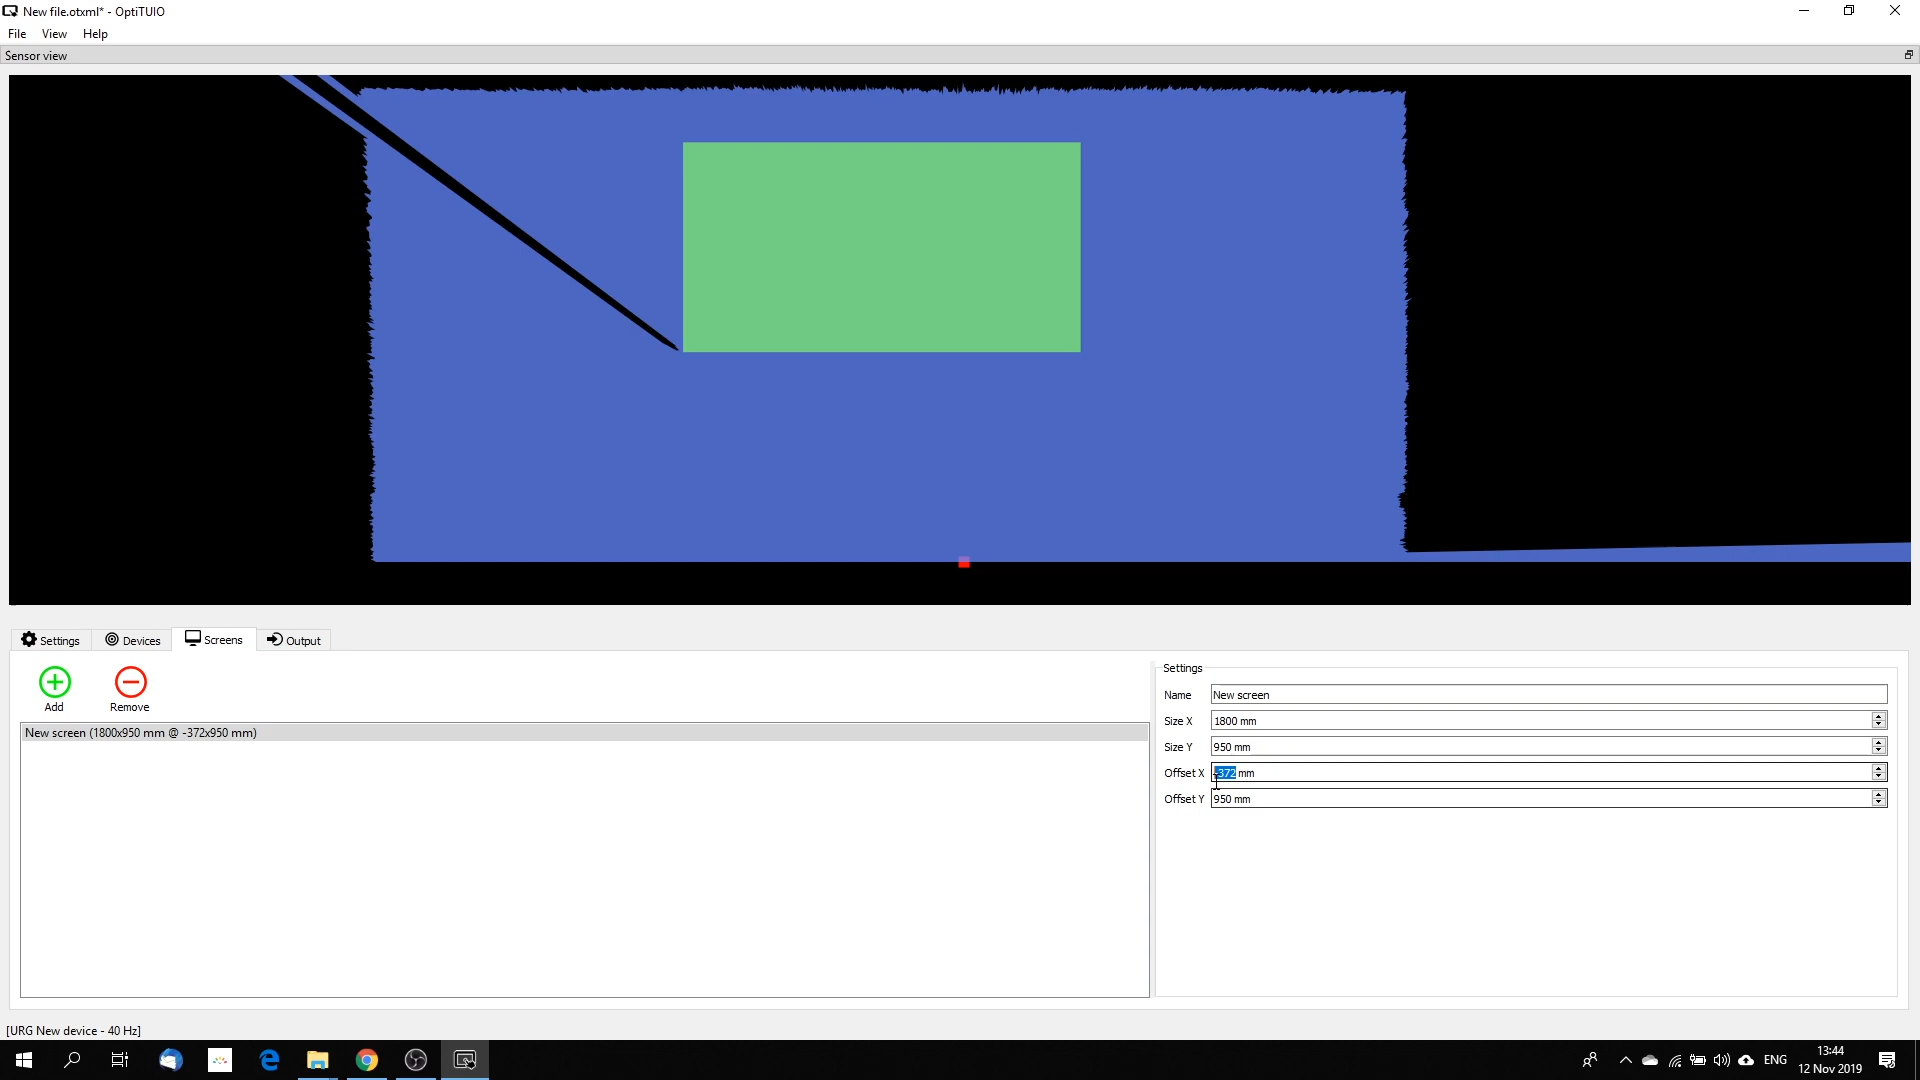 New file.otxml* - OptiTUIO
File View Help
Sensor view
Settings Devices Screens Output
Add Remove
New screen (1800x950 mm @ -372x950 mm)
Settings
Name New screen
Size X 1800 mm
Size Y 950 mm
Offset X -372 mm
Offset Y 950 mm
[URG New device - 40 Hz]
ENG
13:44
12 Nov 2019